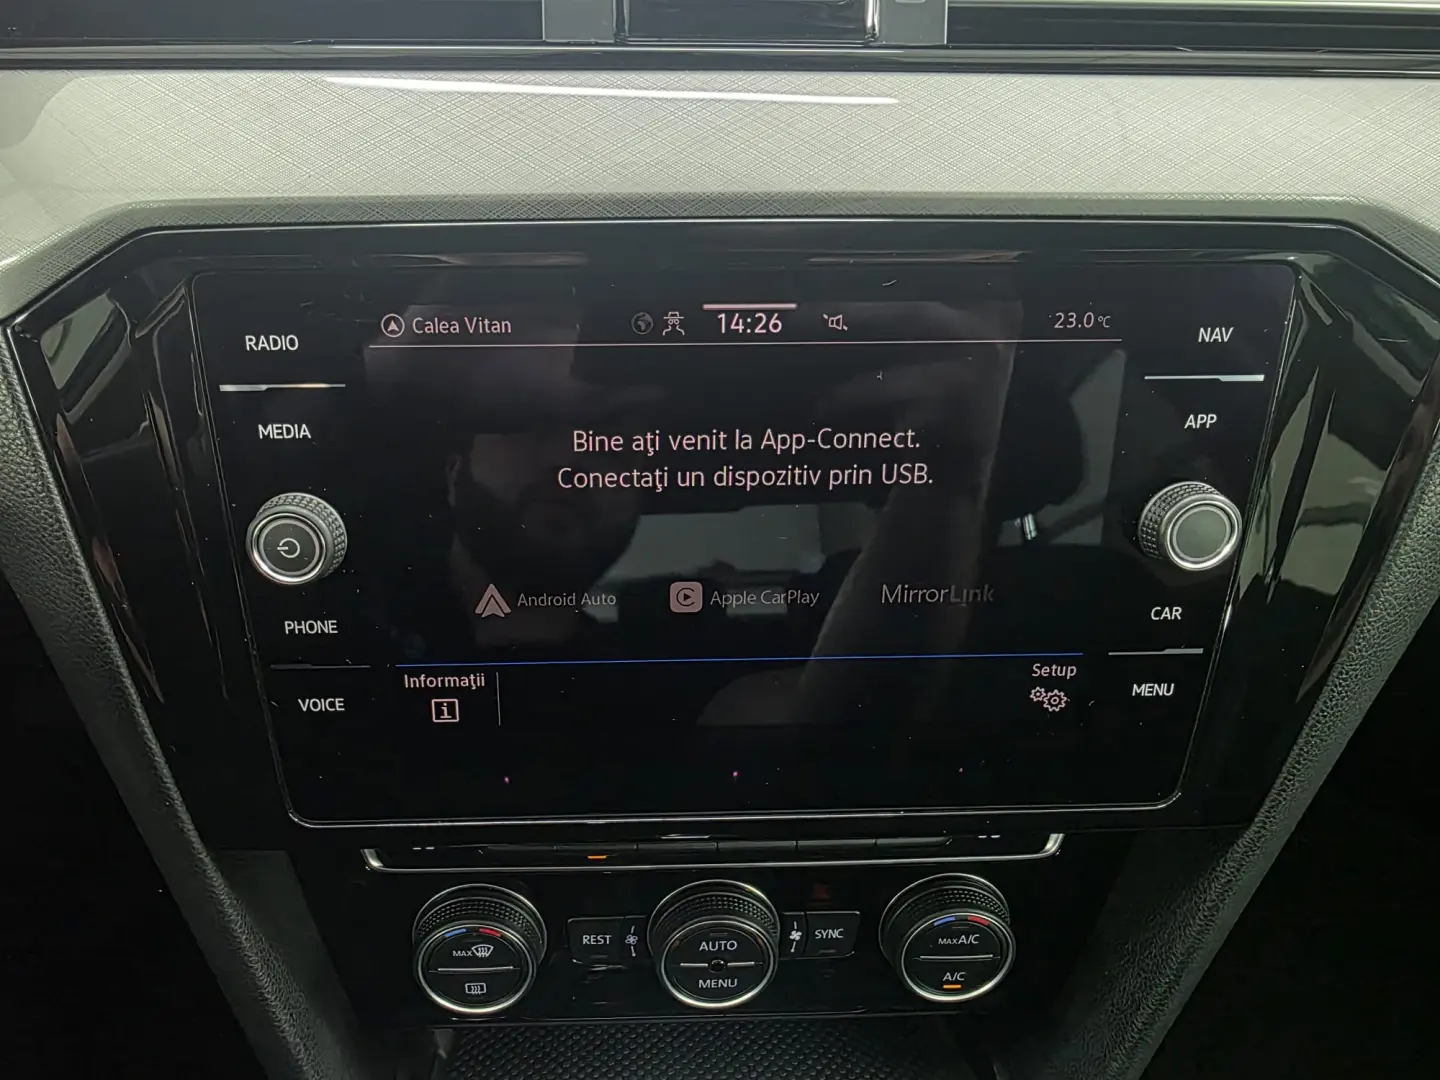 RADIO
MEDIA
PHONE
VOICE
Calea Vitan
14:26
23.0°C
Bine aţi venit la App-Connect.
Conectaţi un dispozitiv prin USB.
Android Auto
Apple CarPlay
MirrorLink
Informaţii
Setup
NAV
APP
CAR
MENU
MAX
REST
AUTO
MENU
SYNC
MAX A/C
A/C